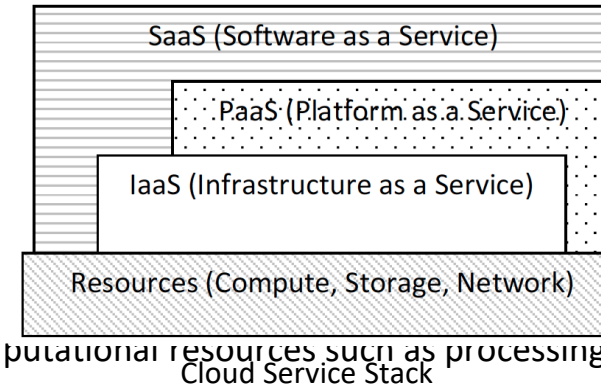 SaaS (Software as a Service)
PaaS (Platform as a Service)
IaaS (Infrastructure as a Service)
Resources (Compute, Storage, Network)
putational resources such as processing
Cloud Service Stack